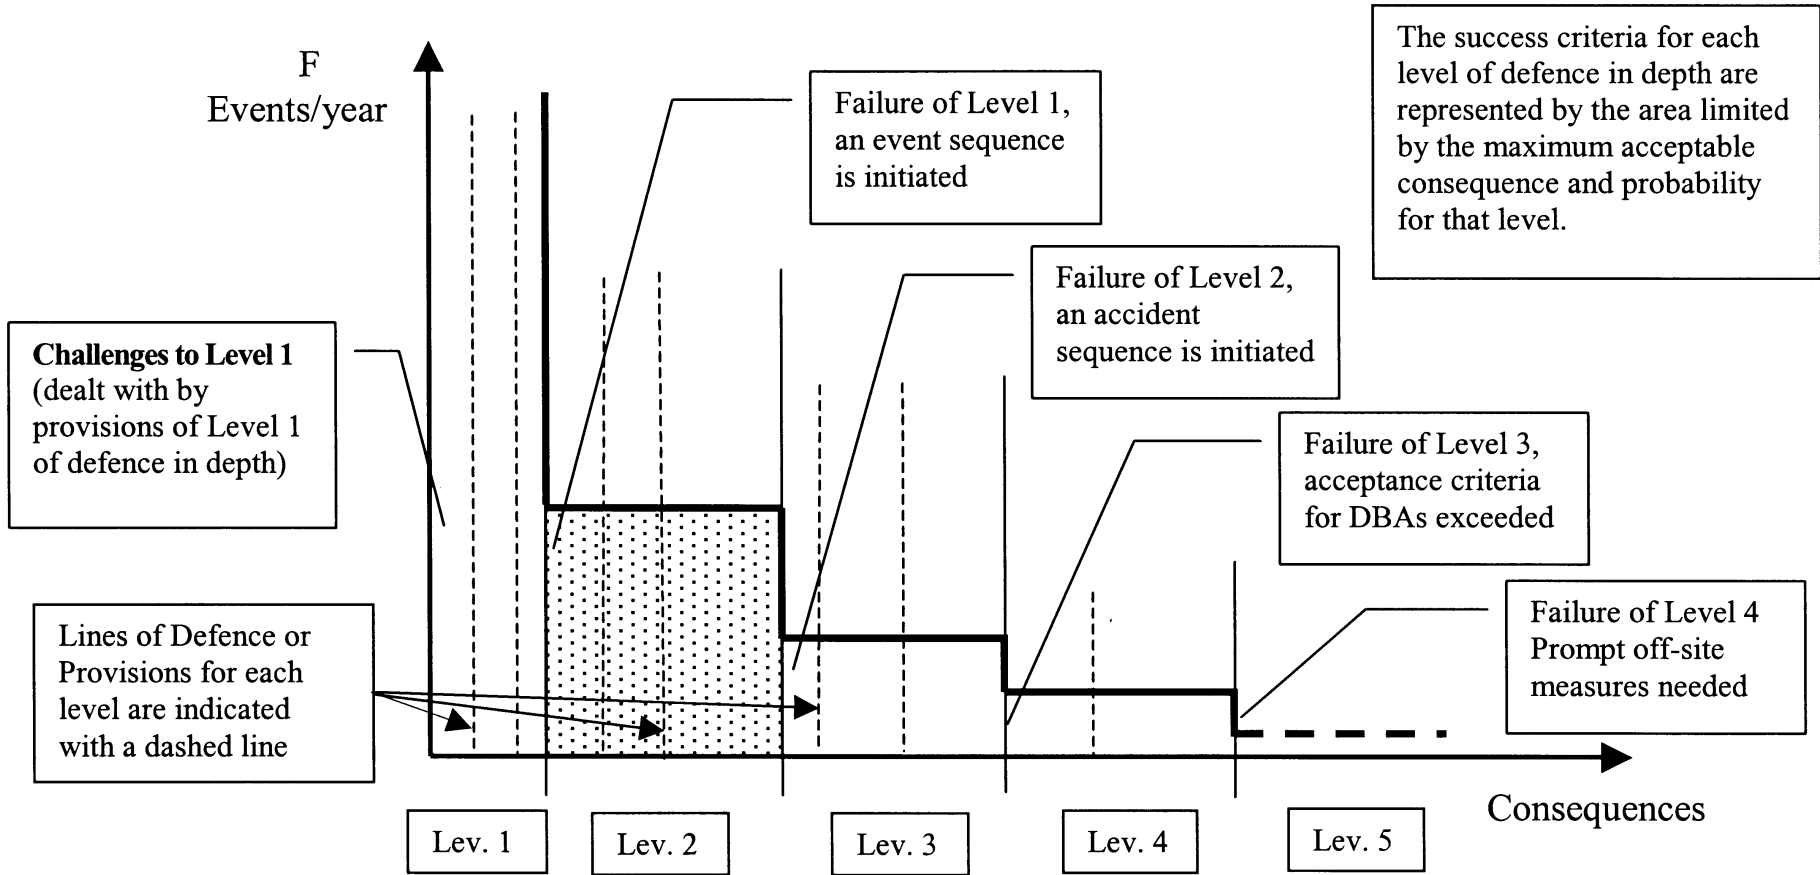 F
Events/year
Failure of Level 1,
an event sequence
is initiated
The success criteria for each
level of defence in depth are
represented by the area limited
by the maximum acceptable
consequence and probability
for that level.
Failure of Level 2,
an accident
sequence is initiated
Challenges to Level 1
(dealt with by
provisions of Level 1
of defence in depth)
Failure of Level 3,
acceptance criteria
for DBAs exceeded
Lines of Defence or
Provisions for each
level are indicated
with a dashed line
Failure of Level 4
Prompt off-site
measures needed
Consequences
Lev. 1
Lev. 2
Lev. 3
Lev. 4
Lev. 5